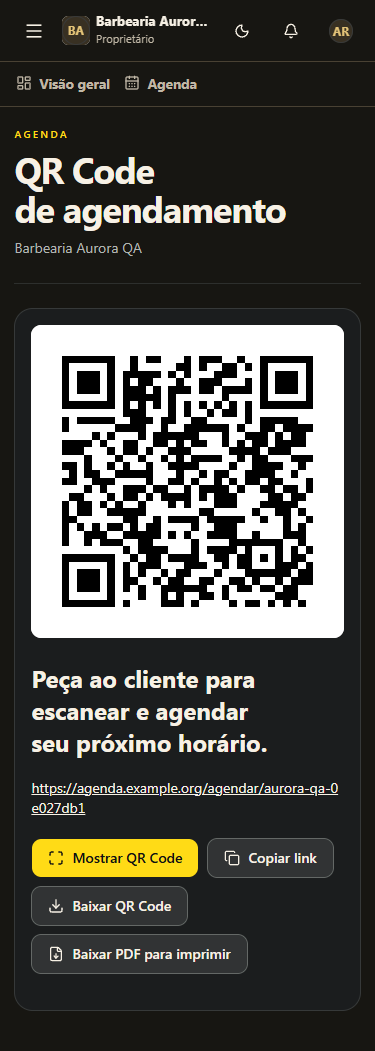 BA
Barbearia Auror...
Proprietário
AR
Visão geral
Agenda
AGENDA
QR Code
de agendamento
Barbearia Aurora QA
Peça ao cliente para
escanear e agendar
seu próximo horário.
https://agenda.example.org/agendar/aurora-qa-0
e027db1
Mostrar QR Code
Copiar link
Baixar QR Code
Baixar PDF para imprimir